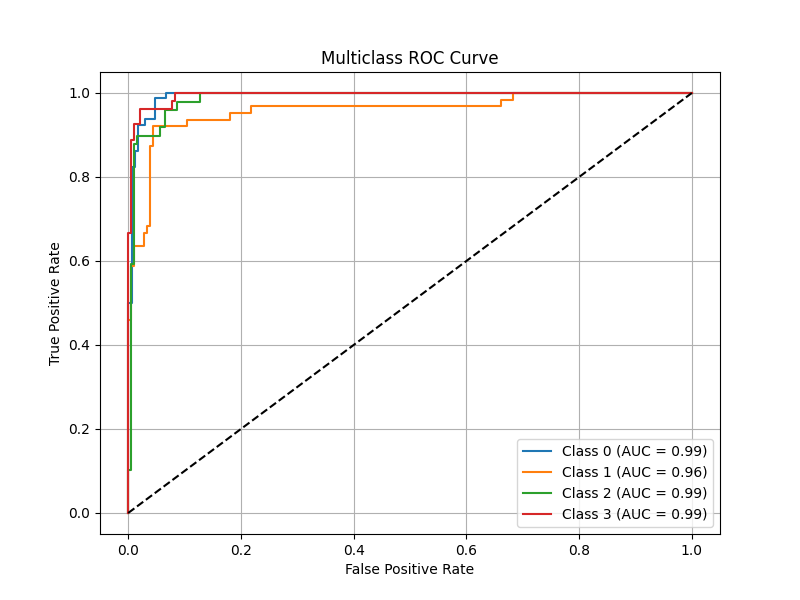 Multiclass ROC Curve
True Positive Rate
1.0
0.8
0.6
0.4
0.2
0.0
Class 0 (AUC = 0.99)
Class 1 (AUC = 0.96)
Class 2 (AUC = 0.99)
Class 3 (AUC = 0.99)
0.0 0.2 0.4 0.6 0.8 1.0
False Positive Rate